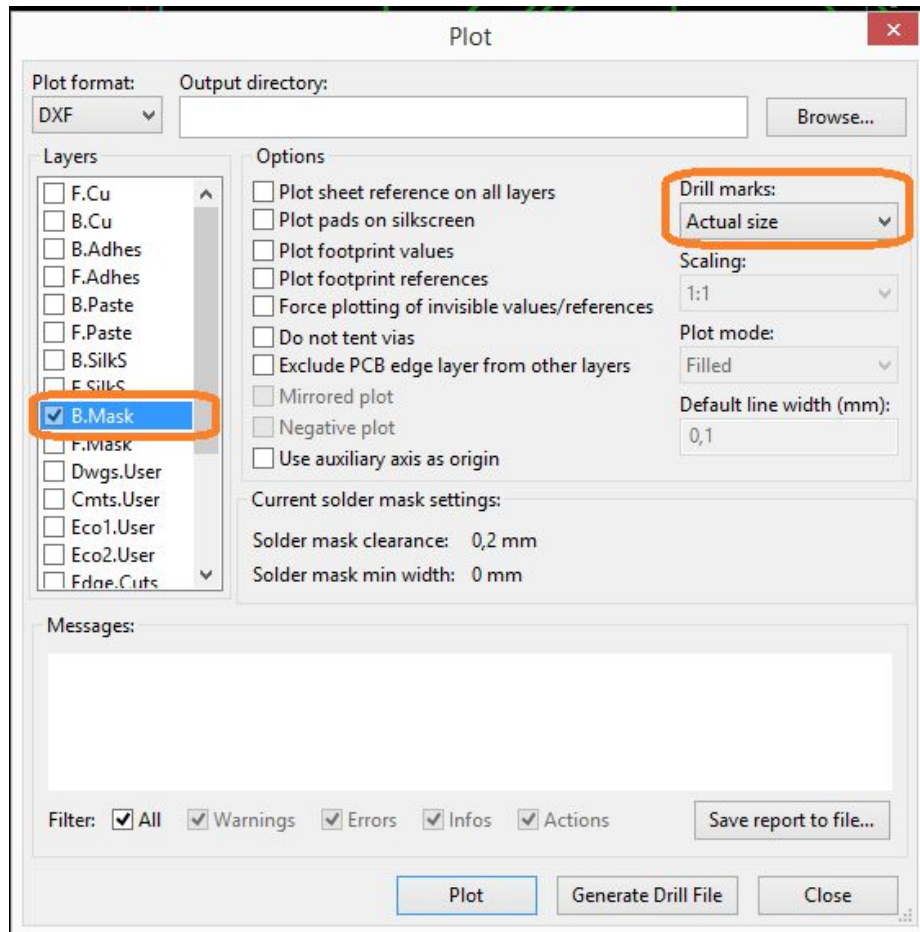 Plot
Plot format:
Output directory:
DXF
Browse...
Layers
F.Cu
B.Cu
B.Adhes
F.Adhes
B.Paste
F.Paste
B.SilkS
F.SilkS
B.Mask
F.Mask
Dwgs.User
Cmts.User
Eco1.User
Eco2.User
Edge.Cuts
Options
Plot sheet reference on all layers
Plot pads on silkscreen
Plot footprint values
Plot footprint references
Force plotting of invisible values/references
Do not tent vias
Exclude PCB edge layer from other layers
Mirrored plot
Negative plot
Use auxiliary axis as origin
Drill marks:
Actual size
Scaling:
1:1
Plot mode:
Filled
Default line width (mm):
0,1
Current solder mask settings:
Solder mask clearance: 0,2 mm
Solder mask min width: 0 mm
Messages:
Filter: All Warnings Errors Infos Actions
Save report to file...
Plot Generate Drill File Close